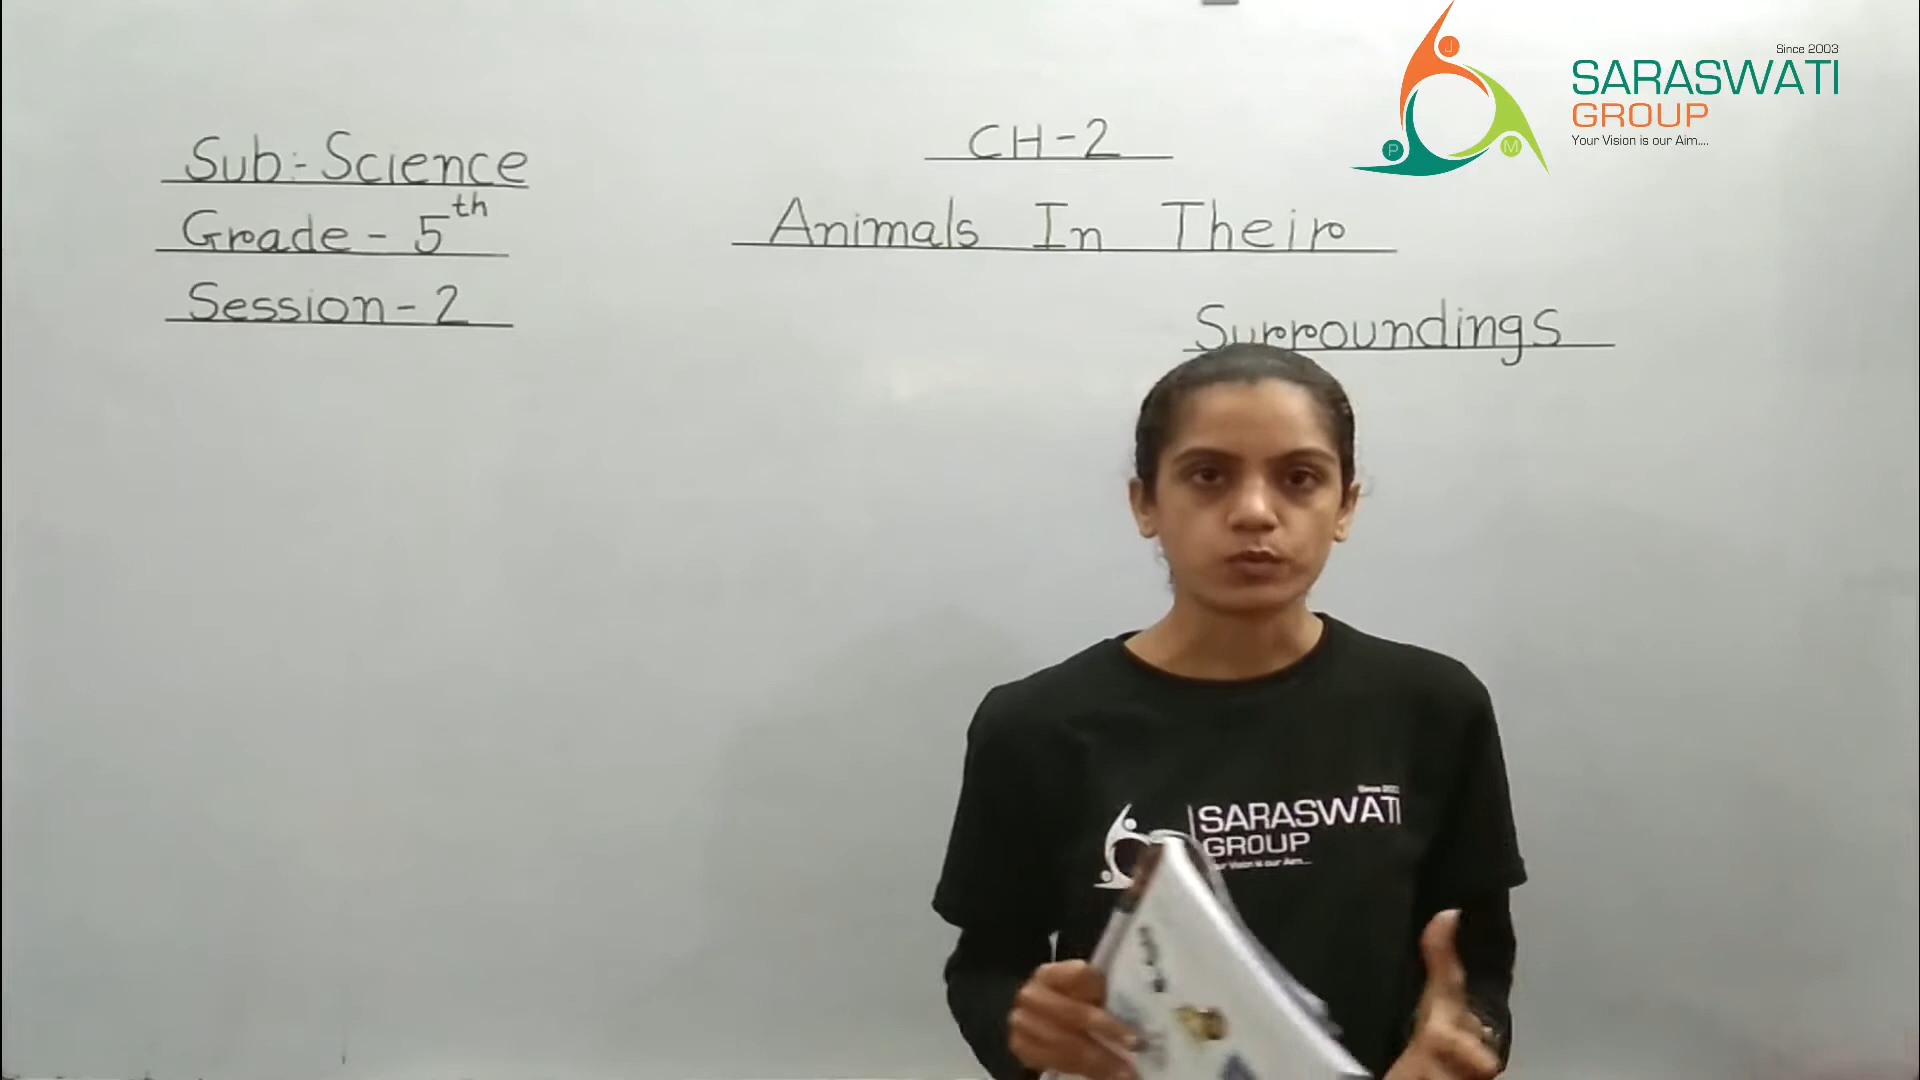 Sub:- Science
Grade - 5th
Session - 2
CH-2
Animals In Their
Surroundings
Since 2003
SARASWATI
GROUP
Your Vision is our Aim....
J
P
M
SARASWATI
GROUP